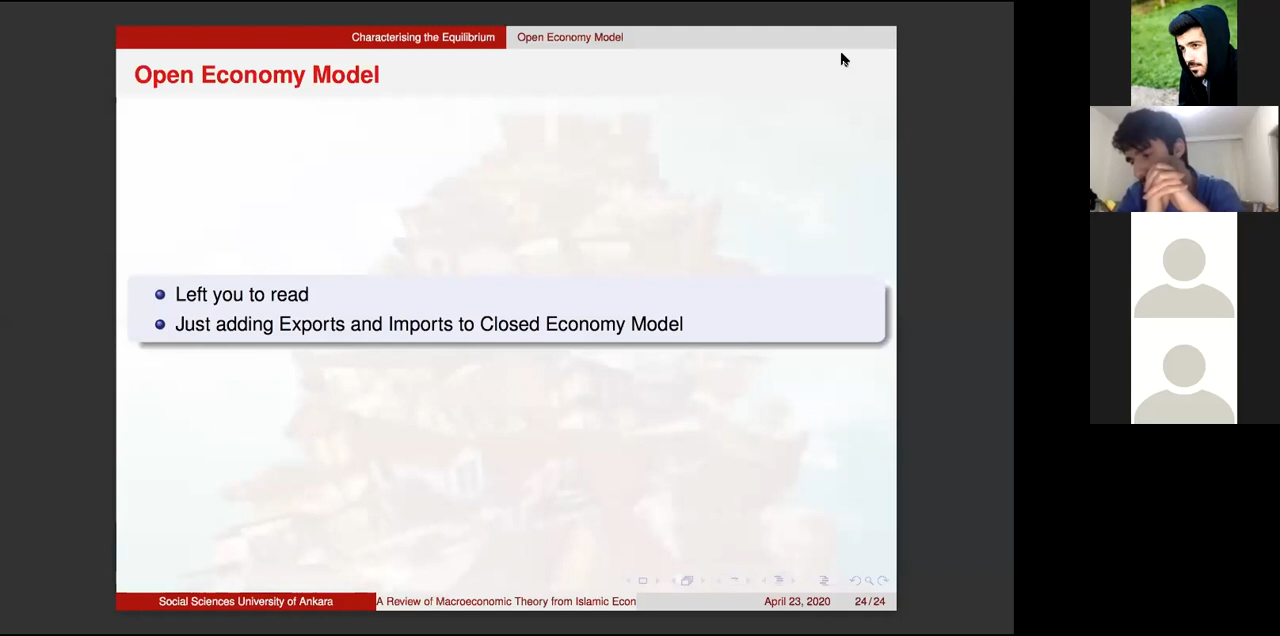 Characterising the Equilibrium Open Economy Model
Open Economy Model
Left you to read
Just adding Exports and Imports to Closed Economy Model
Social Sciences University of Ankara A Review of Macroeconomic Theory from Islamic Econ April 23, 2020 24/24